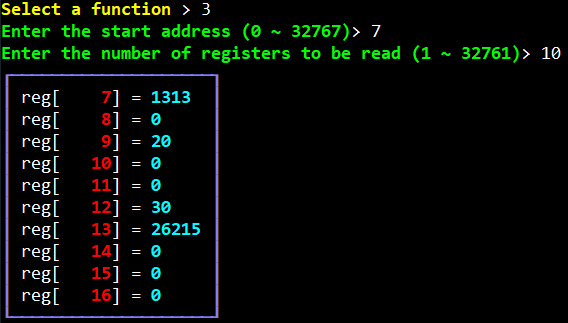 Select a function > 3
Enter the start address (0 ~ 32767)> 7
Enter the number of registers to be read (1 ~ 32761)> 10
reg[    7] = 1313
reg[    8] = 0
reg[    9] = 20
reg[   10] = 0
reg[   11] = 0
reg[   12] = 30
reg[   13] = 26215
reg[   14] = 0
reg[   15] = 0
reg[   16] = 0